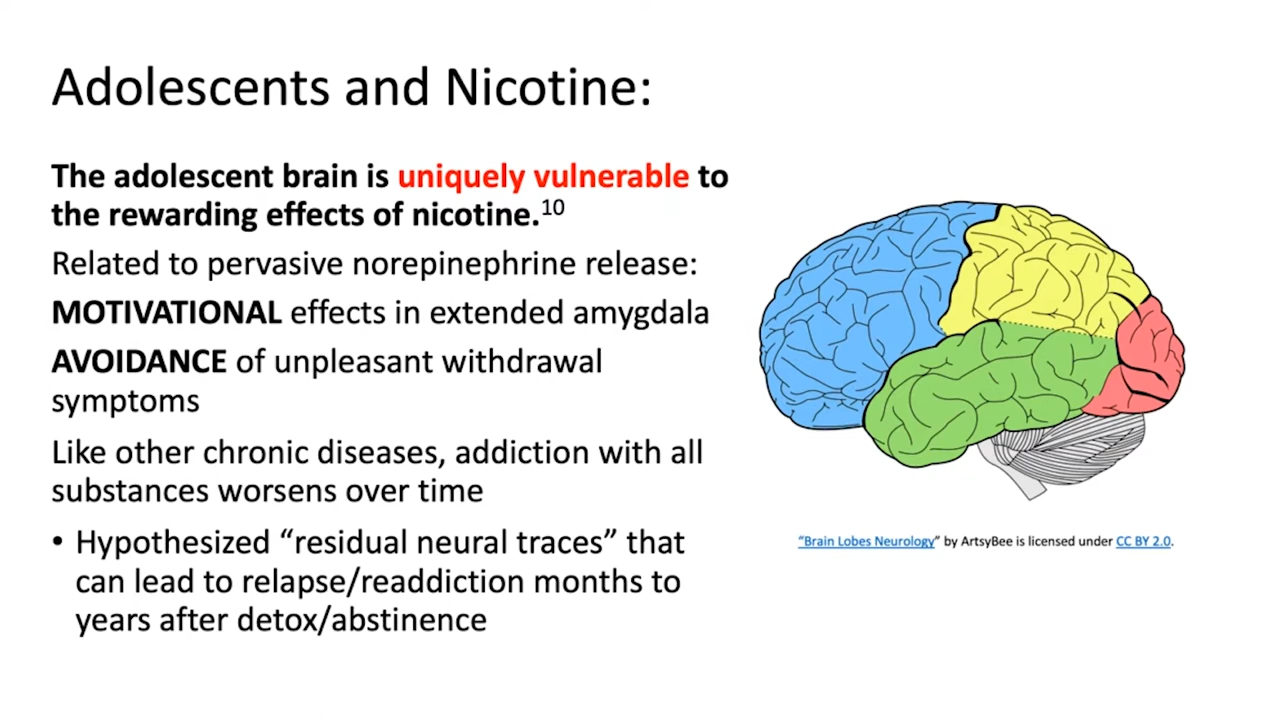 Adolescents and Nicotine:
The adolescent brain is uniquely vulnerable to
the rewarding effects of nicotine.10
Related to pervasive norepinephrine release:
MOTIVATIONAL effects in extended amygdala
AVOIDANCE of unpleasant withdrawal
symptoms
Like other chronic diseases, addiction with all
substances worsens over time
• Hypothesized “residual neural traces” that
can lead to relapse/readdiction months to
years after detox/abstinence
“Brain Lobes Neurology” by ArtsyBee is licensed under CC BY 2.0.